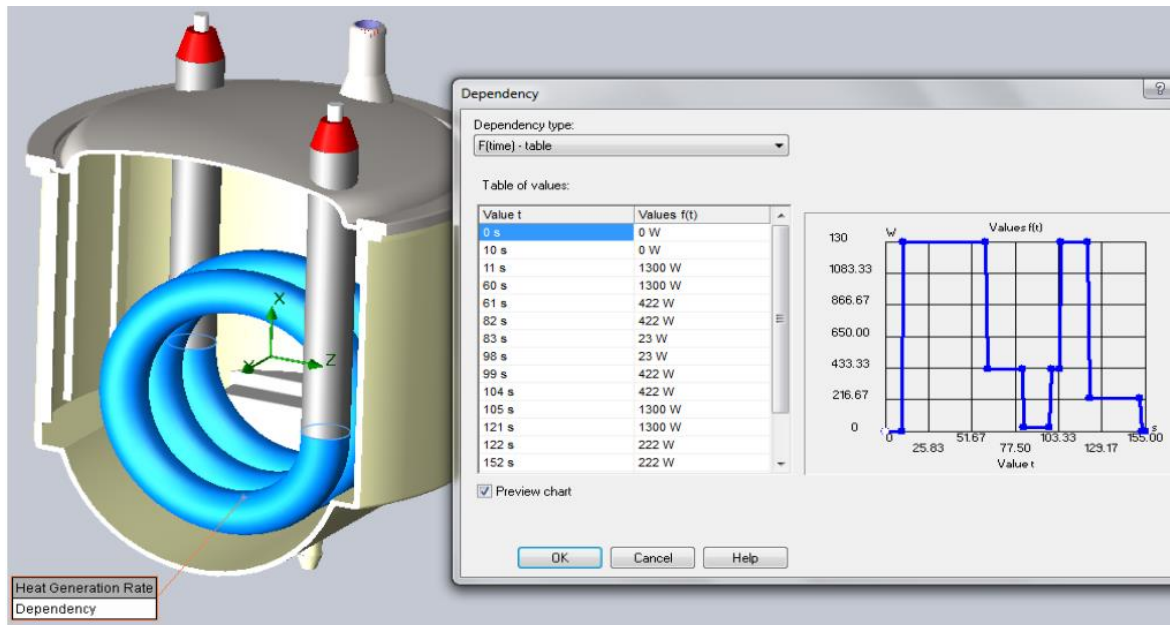 Dependency
?
Dependency type:
F(time) - table
Table of values:
Value t Values f(t)
0 s 0 W
10 s 0 W
11 s 1300 W
60 s 1300 W
61 s 422 W
82 s 422 W
83 s 23 W
98 s 23 W
99 s 422 W
104 s 422 W
105 s 1300 W
121 s 1300 W
122 s 222 W
152 s 222 W
W Values f(t)
130
1083.33
866.67
650.00
433.33
216.67
0
0 51.67 103.33 155.00 s
25.83 77.50 129.17
Value t
Preview chart
OK Cancel Help
X
Y Z
Heat Generation Rate
Dependency